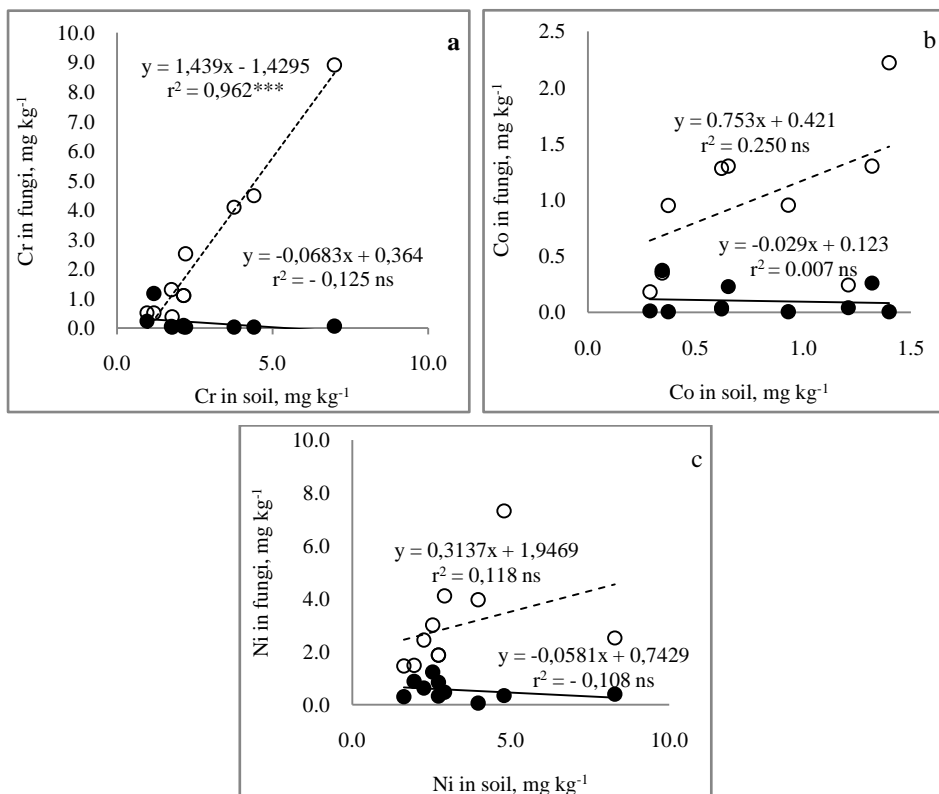 a
10.0
9.0
8.0
7.0
6.0
5.0
4.0
3.0
2.0
1.0
0.0
Cr in fungi, mg kg-1
y = 1,439x - 1,4295
r² = 0,962***
y = -0,0683x + 0,364
r² = - 0,125 ns
0.0 5.0 10.0
Cr in soil, mg kg-1
b
2.5
2.0
1.5
1.0
0.5
0.0
Co in fungi, mg kg-1
y = 0.753x + 0.421
r² = 0.250 ns
y = -0.029x + 0.123
r² = 0.007 ns
0.0 0.5 1.0 1.5
Co in soil, mg kg-1
c
10.0
8.0
6.0
4.0
2.0
0.0
Ni in fungi, mg kg-1
y = 0,3137x + 1,9469
r² = 0,118 ns
y = -0,0581x + 0,7429
r² = - 0,108 ns
0.0 5.0 10.0
Ni in soil, mg kg-1